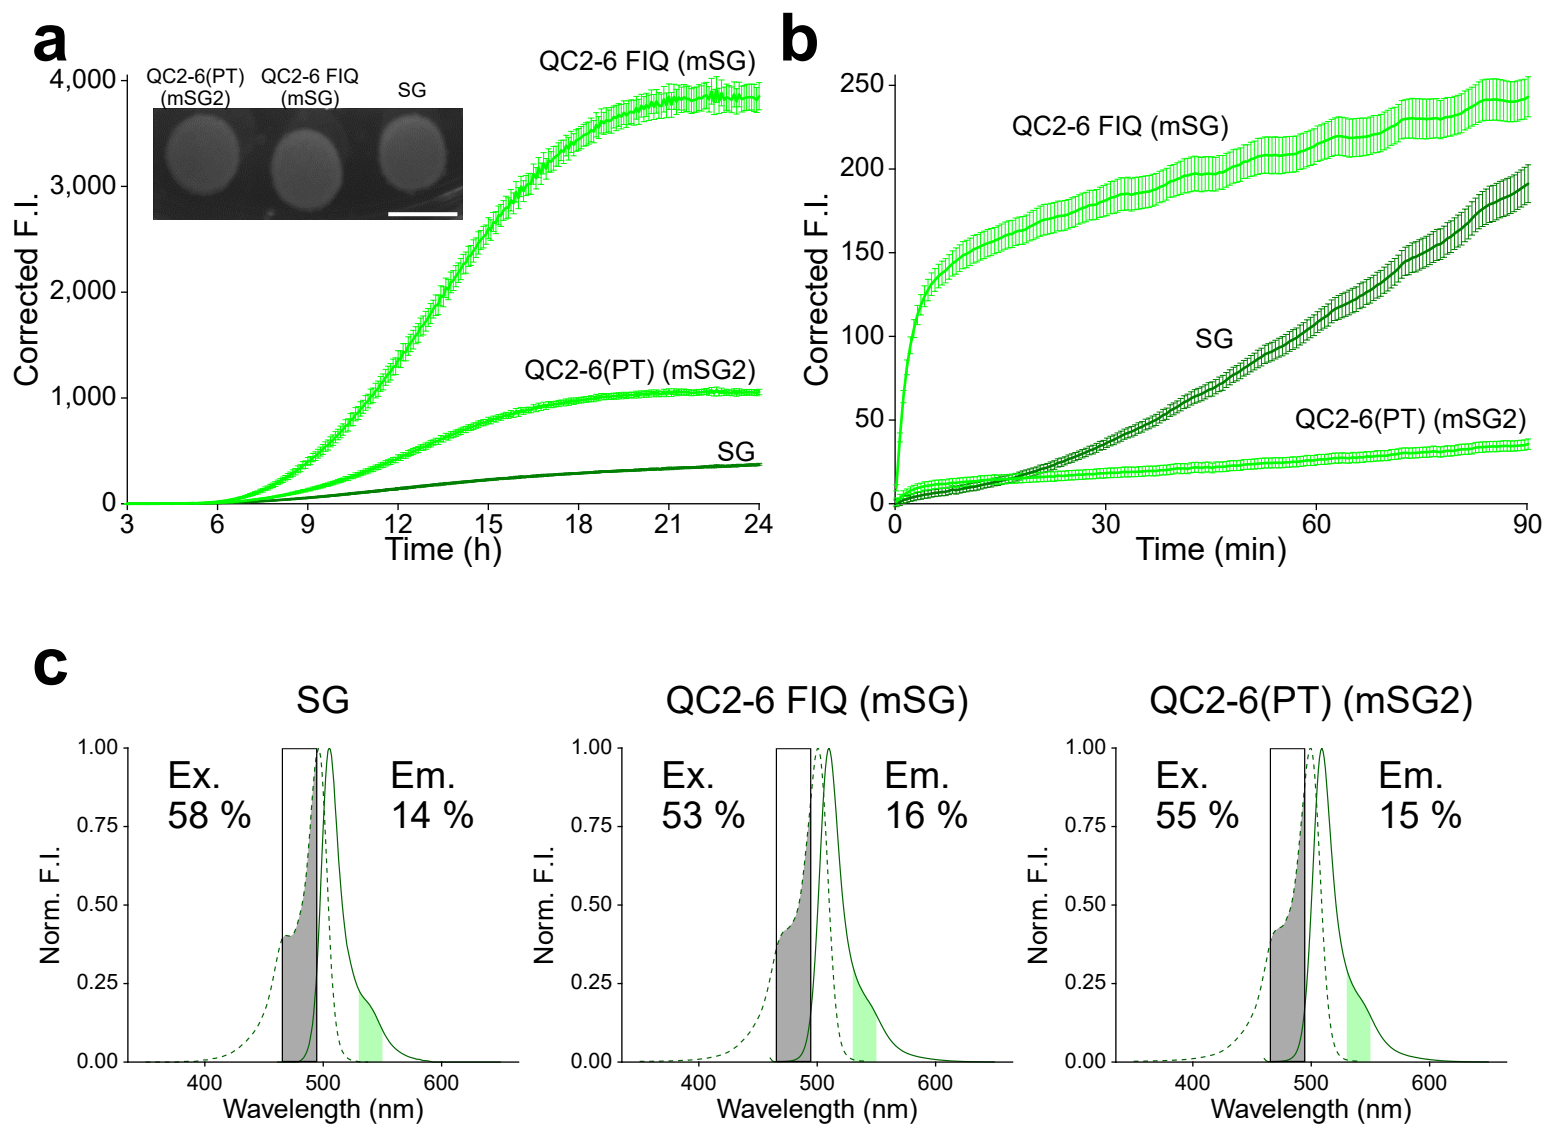 a
QC2-6 FIQ (mSG)
4,000
QC2-6(PT)
(mSG2)
QC2-6 FIQ
(mSG)
SG
3,000
2,000
1,000
0
Corrected F.I.
QC2-6(PT) (mSG2)
SG
3 6 9 12 15 18 21 24
Time (h)
b
250
200
150
100
50
0
Corrected F.I.
QC2-6 FIQ (mSG)
SG
QC2-6(PT) (mSG2)
0 30 60 90
Time (min)
c
SG
1.00
0.75
0.50
0.25
0.00
Norm. F.I.
Ex.
58 %
Em.
14 %
400 500 600
Wavelength (nm)
QC2-6 FIQ (mSG)
1.00
0.75
0.50
0.25
0.00
Norm. F.I.
Ex.
53 %
Em.
16 %
400 500 600
Wavelength (nm)
QC2-6(PT) (mSG2)
1.00
0.75
0.50
0.25
0.00
Norm. F.I.
Ex.
55 %
Em.
15 %
400 500 600
Wavelength (nm)